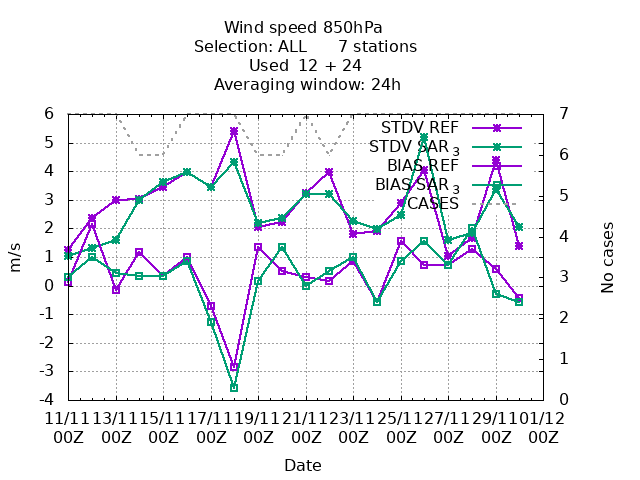 Wind speed 850hPa
Selection: ALL      7 stations
Used  12 + 24
Averaging window: 24h
6
5
4
3
2
1
0
-1
-2
-3
-4
m/s
7
6
5
4
3
2
1
0
No cases
STDV REF
STDV SAR 3
BIAS REF
BIAS SAR 3
CASES
11/11 13/11 15/11 17/11 19/11 21/11 23/11 25/11 27/11 29/11 01/12
00Z 00Z 00Z 00Z 00Z 00Z 00Z 00Z 00Z 00Z 00Z
Date